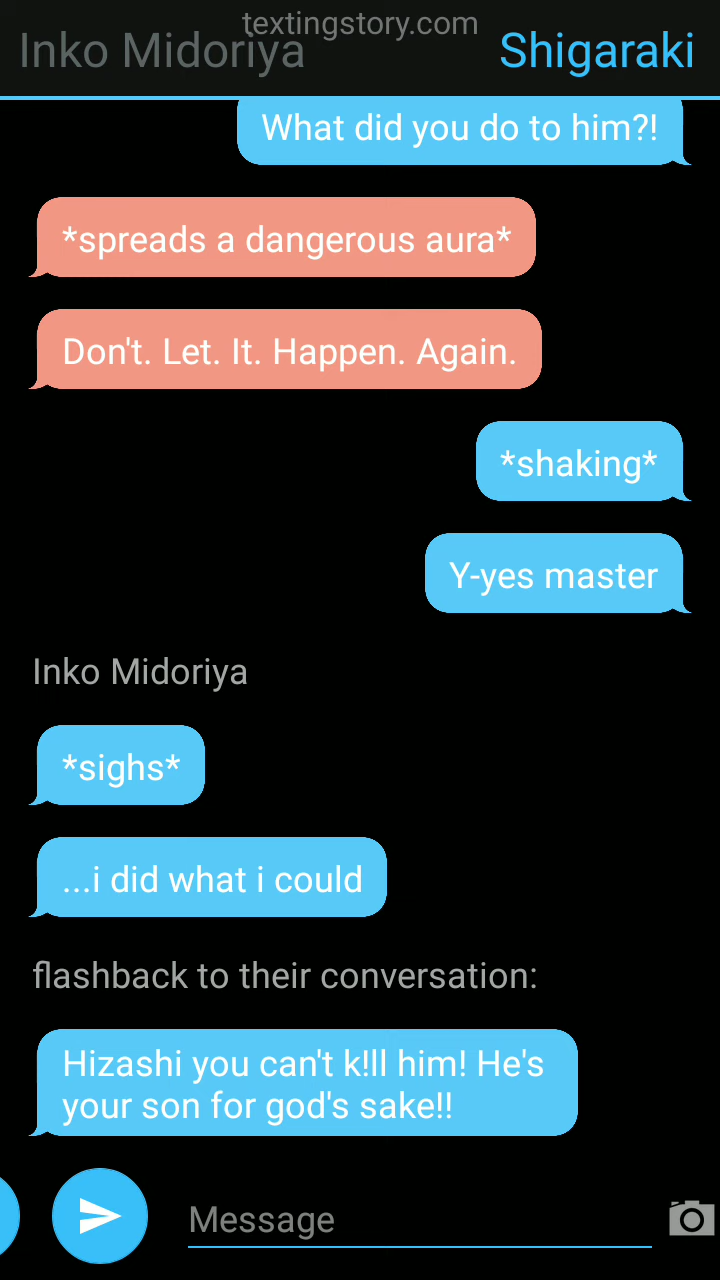 textingstory.com
Inko Midoriya
Shigaraki
What did you do to him?!
*spreads a dangerous aura*
Don't. Let. It. Happen. Again.
*shaking*
Y-yes master
Inko Midoriya
*sighs*
...i did what i could
flashback to their conversation:
Hizashi you can't k!ll him! He's
your son for god's sake!!
Message